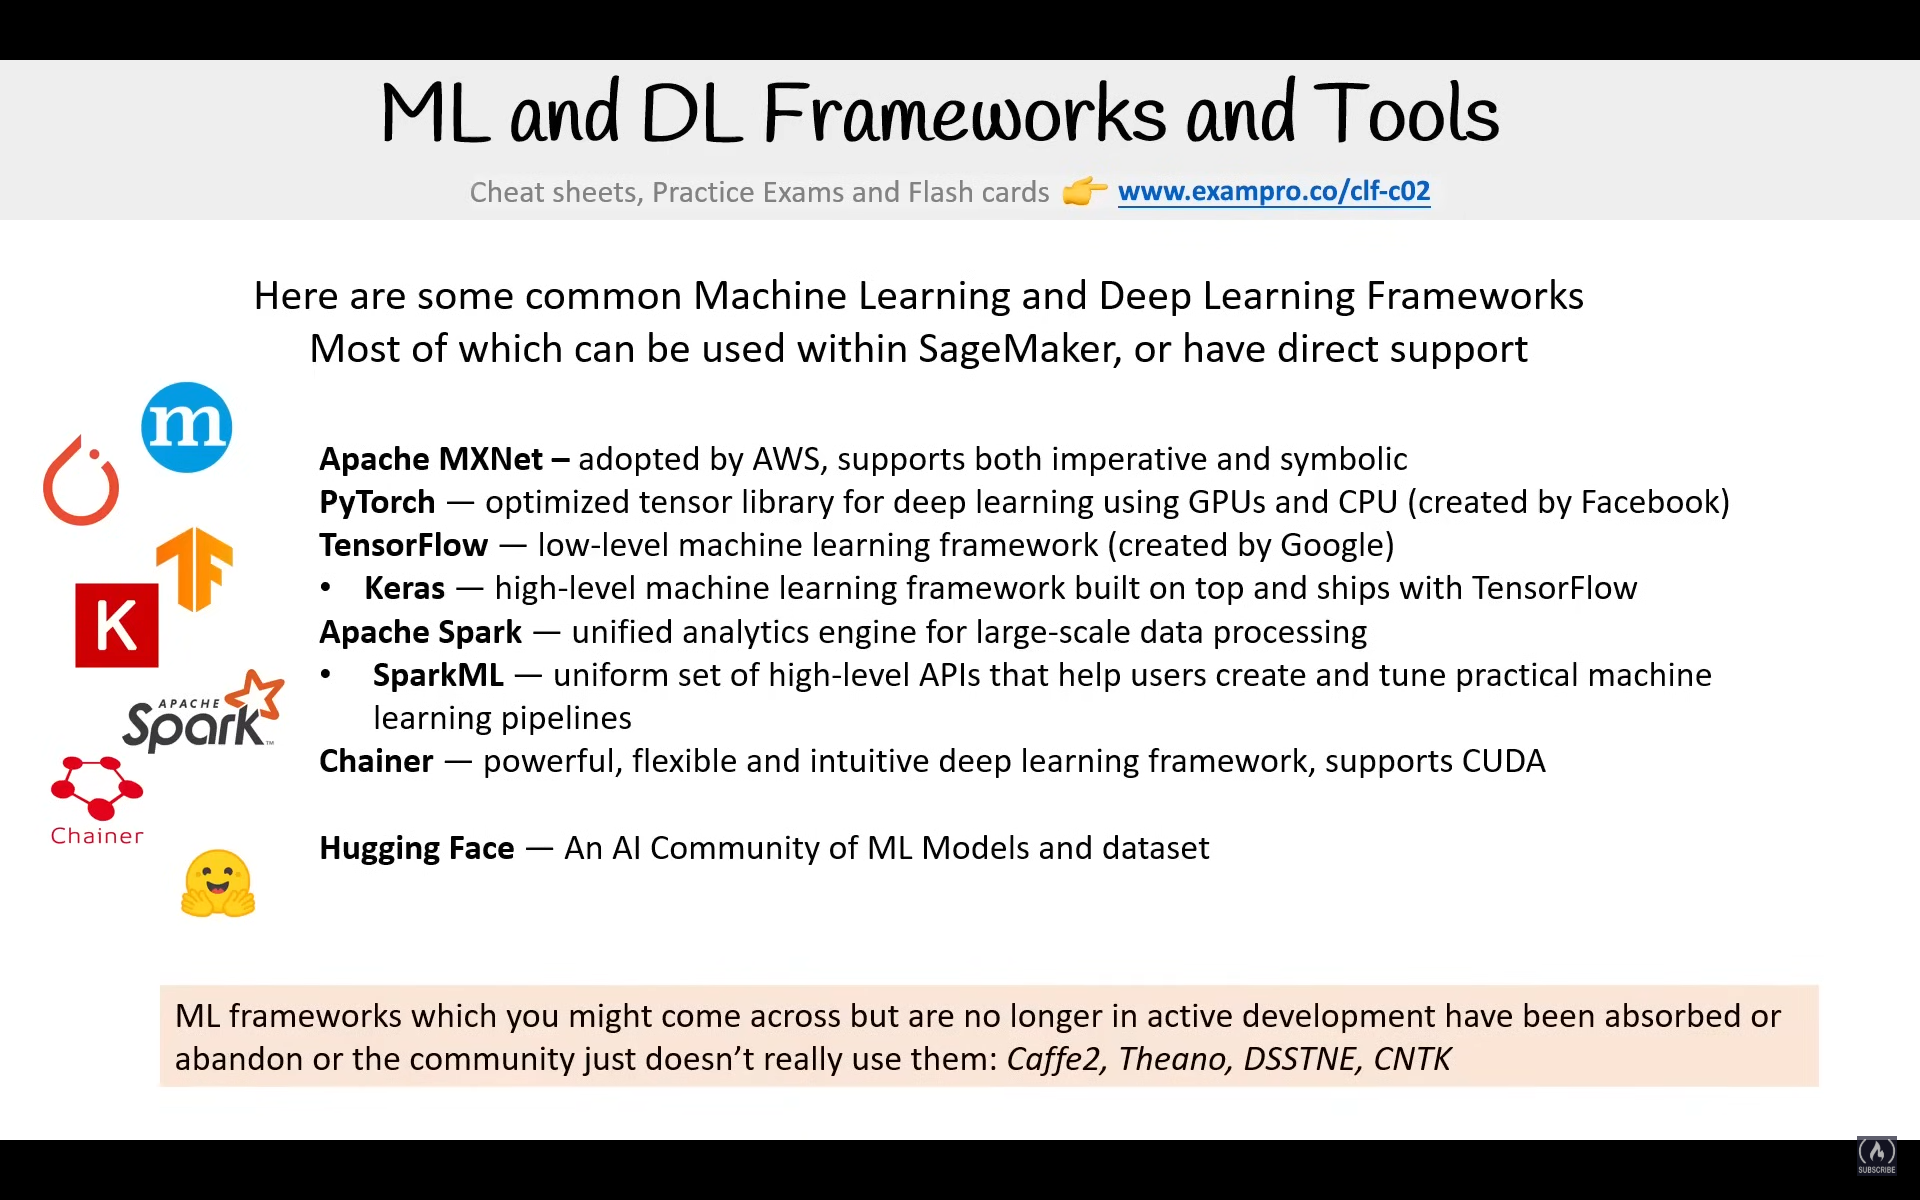 ML and DL Frameworks and Tools
Cheat sheets, Practice Exams and Flash cards 👉 www.exampro.co/clf-c02
Here are some common Machine Learning and Deep Learning Frameworks
Most of which can be used within SageMaker, or have direct support
m
Apache MXNet – adopted by AWS, supports both imperative and symbolic
PyTorch — optimized tensor library for deep learning using GPUs and CPU (created by Facebook)
TensorFlow — low-level machine learning framework (created by Google)
K
• Keras — high-level machine learning framework built on top and ships with TensorFlow
Apache Spark — unified analytics engine for large-scale data processing
• SparkML — uniform set of high-level APIs that help users create and tune practical machine
learning pipelines
APACHE
Spark™
Chainer — powerful, flexible and intuitive deep learning framework, supports CUDA
Chainer
Hugging Face — An AI Community of ML Models and dataset
ML frameworks which you might come across but are no longer in active development have been absorbed or
abandon or the community just doesn’t really use them: Caffe2, Theano, DSSTNE, CNTK
SUBSCRIBE